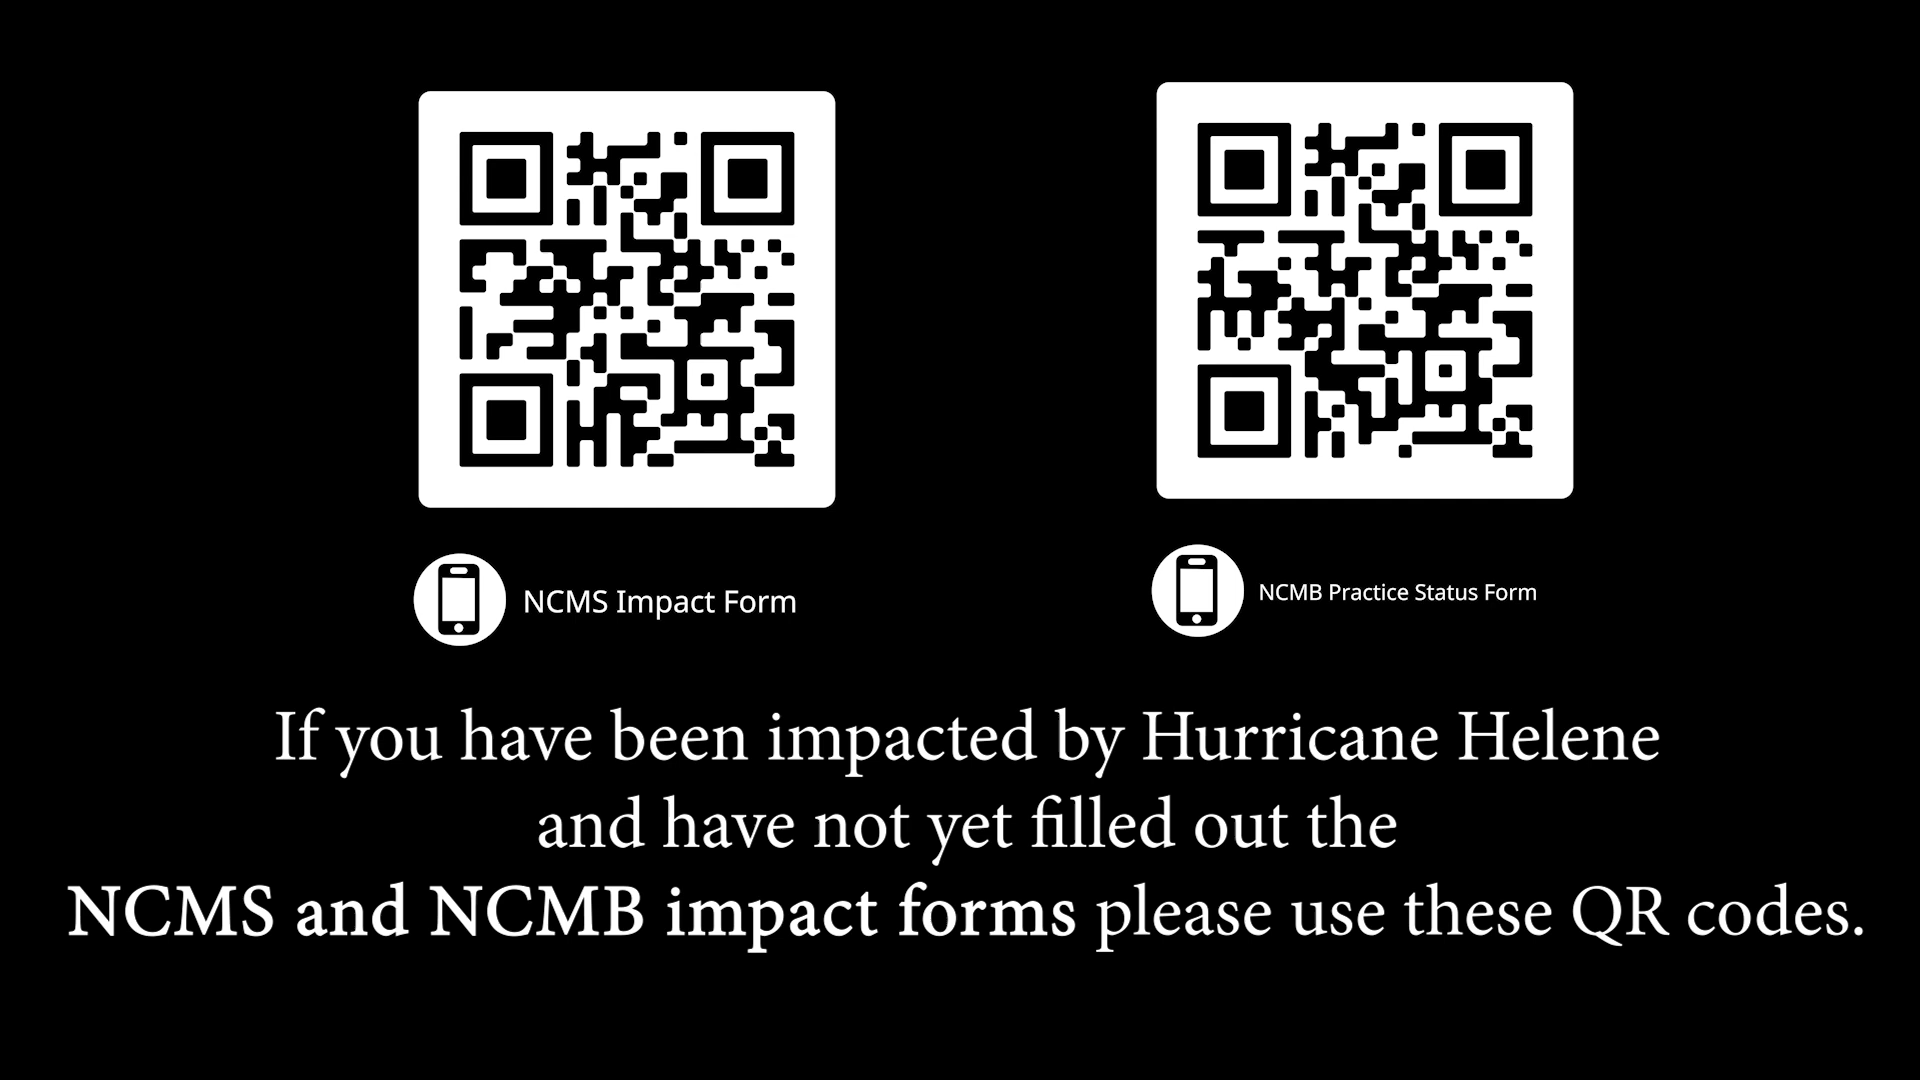 NCMS Impact Form
NCMB Practice Status Form
If you have been impacted by Hurricane Helene
and have not yet filled out the
NCMS and NCMB impact forms please use these QR codes.